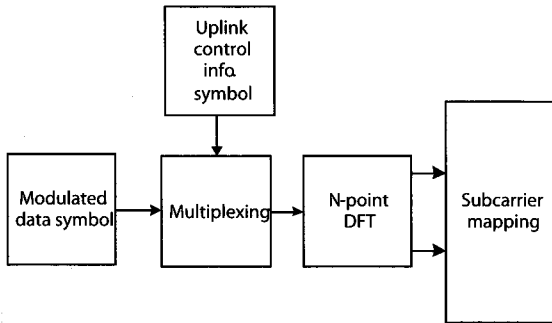 Uplink
control
info
symbol
Modulated
data symbol
Multiplexing
N-point
DFT
Subcarrier
mapping